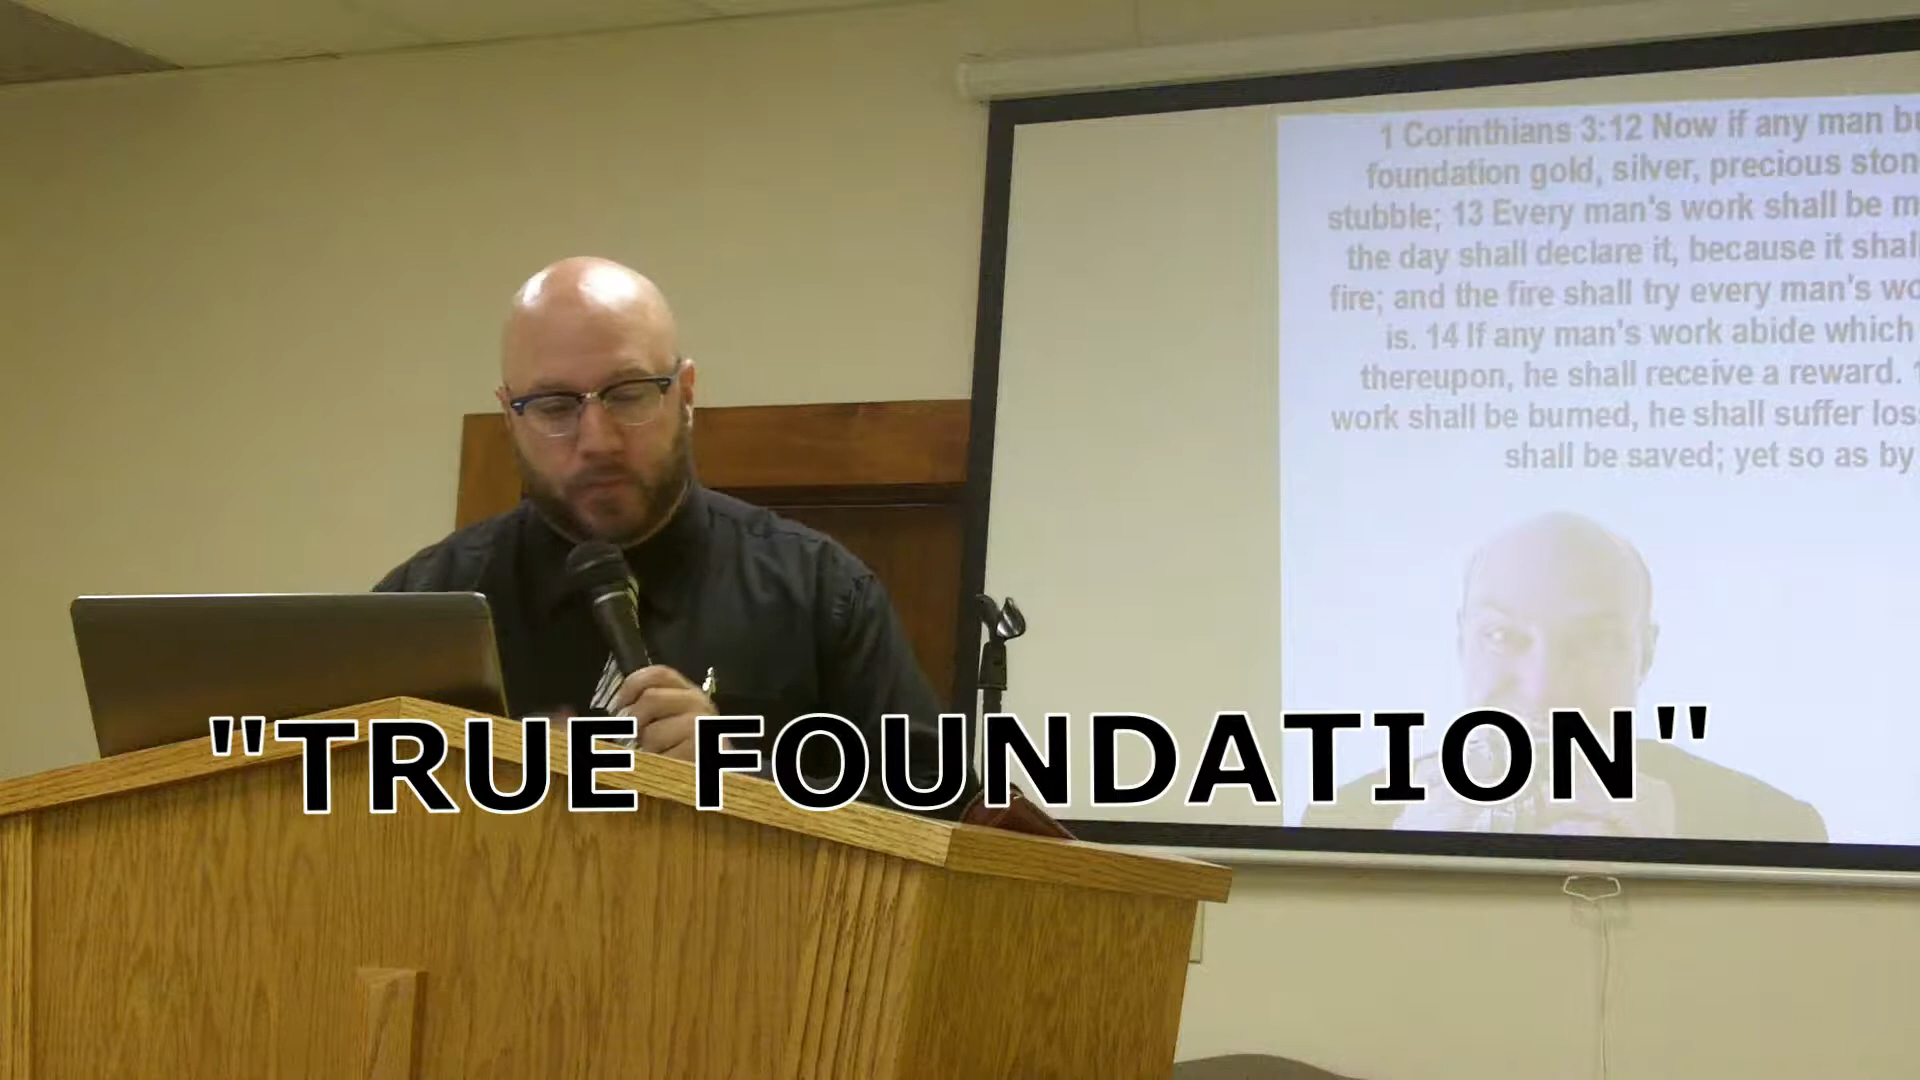 1 Corinthians 3:12 Now if any man
foundation gold, silver, precious
stubble; 13 Every man's work shall be
the day shall declare it, because it
fire; and the fire shall try every man's
is. 14 If any man's work abide which
thereupon, he shall receive a reward.
work shall be burned, he shall suffer
shall be saved; yet so as by
"TRUE FOUNDATION"